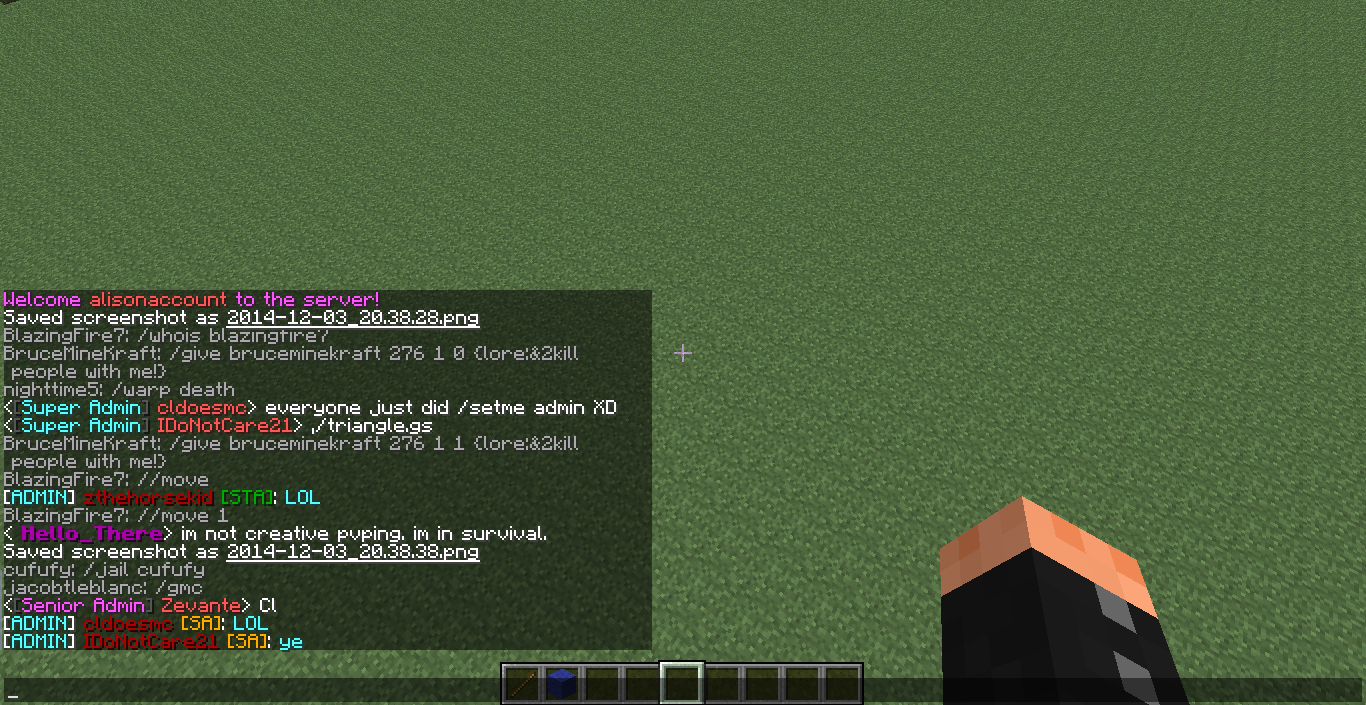 Welcome alisonaccount to the server!
Saved screenshot as 2014-12-03_20.38.28.png
BlazingFire7: /whois blazingfire7
BruceMineKraft: /give bruceminekraft 276 1 0 {lore:&2kill
people with me!}
nighttime5: /warp death
<[Super Admin] cldoesmc> everyone just did /setme admin XD
<[Super Admin] IDoNotCare21> ,/triangle.gs
BruceMineKraft: /give bruceminekraft 276 1 1 {lore:&2kill
people with me!}
BlazingFire7: //move
[ADMIN] zthehorsekid [STA]: LOL
BlazingFire7: //move 1
< Hello_There> im not creative pvping. im in survival.
Saved screenshot as 2014-12-03_20.38.38.png
cufufy: /jail cufufy
jacobtleblanc: /gmc
<[Senior Admin] Zevante> Cl
[ADMIN] cldoesmc [SA]: LOL
[ADMIN] IDoNotCare21 [SA]: ye
_